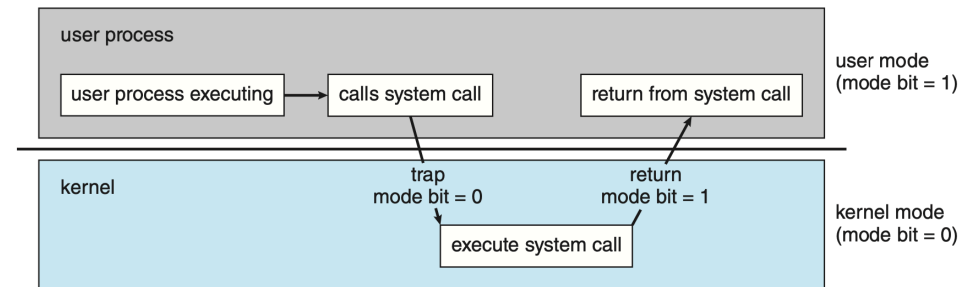 user process
user process executing
calls system call
return from system call
user mode
(mode bit = 1)
trap
mode bit = 0
return
mode bit = 1
kernel
execute system call
kernel mode
(mode bit = 0)